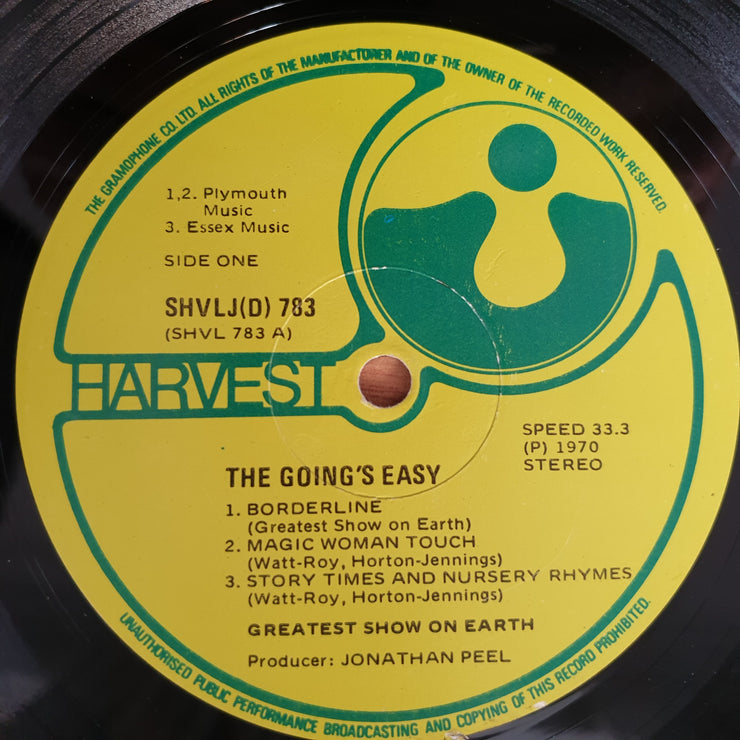 THE GRAMOPHONE CO. LTD. ALL RIGHTS OF THE MANUFACTURER AND OF THE OWNER OF THE RECORDED WORK RESERVED.
1,2. Plymouth
Music
3. Essex Music
SIDE ONE
SHVLJ(D) 783
(SHVL 783 A)
HARVEST
SPEED 33.3
(P) 1970
STEREO
THE GOING'S EASY
1. BORDERLINE
(Greatest Show on Earth)
2. MAGIC WOMAN TOUCH
(Watt-Roy, Horton-Jennings)
3. STORY TIMES AND NURSERY RHYMES
(Watt-Roy, Horton-Jennings)
GREATEST SHOW ON EARTH
Producer: JONATHAN PEEL
UNAUTHORISED PUBLIC PERFORMANCE BROADCASTING AND COPYING OF THIS RECORD PROHIBITED.